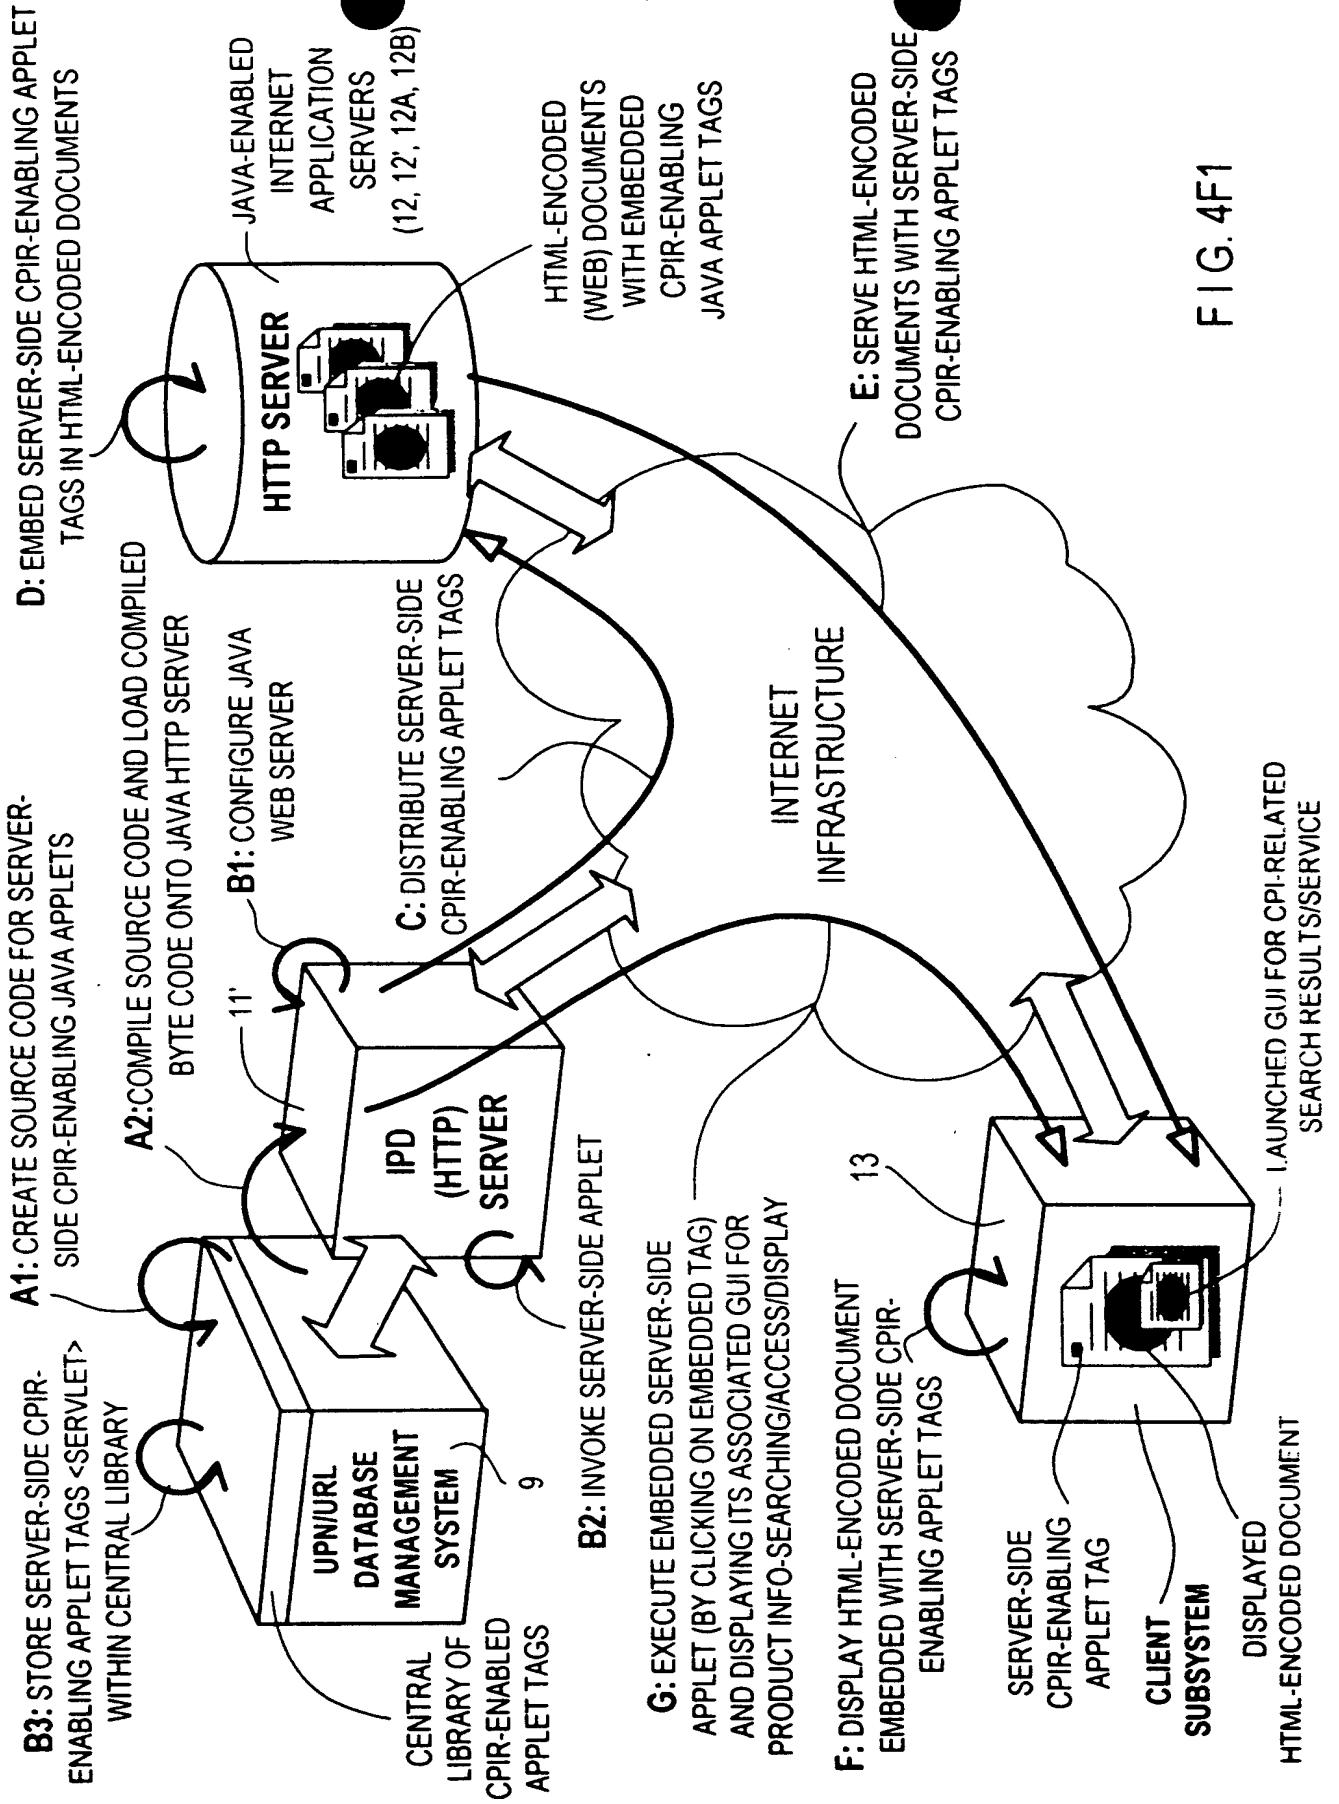 B3: STORE SERVER-SIDE CPIR-
ENABLING APPLET TAGS <SERVLET>
WITHIN CENTRAL LIBRARY
A1: CREATE SOURCE CODE FOR SERVER-
SIDE CPIR-ENABLING JAVA APPLETS
A2:COMPILE SOURCE CODE AND LOAD COMPILED
BYTE CODE ONTO JAVA HTTP SERVER
D: EMBED SERVER-SIDE CPIR-ENABLING APPLET
TAGS IN HTML-ENCODED DOCUMENTS
11'
B1: CONFIGURE JAVA
WEB SERVER
JAVA-ENABLED
INTERNET
APPLICATION
SERVERS
(12, 12', 12A, 12B)
HTTP SERVER
UPN/URL
DATABASE
MANAGEMENT
SYSTEM
9
IPD
(HTTP)
SERVER
C: DISTRIBUTE SERVER-SIDE
CPIR-ENABLING APPLET TAGS
HTML-ENCODED
(WEB) DOCUMENTS
WITH EMBEDDED
CPIR-ENABLING
JAVA APPLET TAGS
CENTRAL
LIBRARY OF
CPIR-ENABLED
APPLET TAGS
B2: INVOKE SERVER-SIDE APPLET
G: EXECUTE EMBEDDED SERVER-SIDE
APPLET (BY CLICKING ON EMBEDDED TAG)
AND DISPLAYING ITS ASSOCIATED GUI FOR
PRODUCT INFO-SEARCHING/ACCESS/DISPLAY
INTERNET
INFRASTRUCTURE
E: SERVE HTML-ENCODED
DOCUMENTS WITH SERVER-SIDE
CPIR-ENABLING APPLET TAGS
F: DISPLAY HTML-ENCODED DOCUMENT
EMBEDDED WITH SERVER-SIDE CPIR-
ENABLING APPLET TAGS
13
SERVER-SIDE
CPIR-ENABLING
APPLET TAG
CLIENT
SUBSYSTEM
DISPLAYED
HTML-ENCODED DOCUMENT
LAUNCHED GUI FOR CPI-RELATED
SEARCH RESULTS/SERVICE
FIG. 4F1